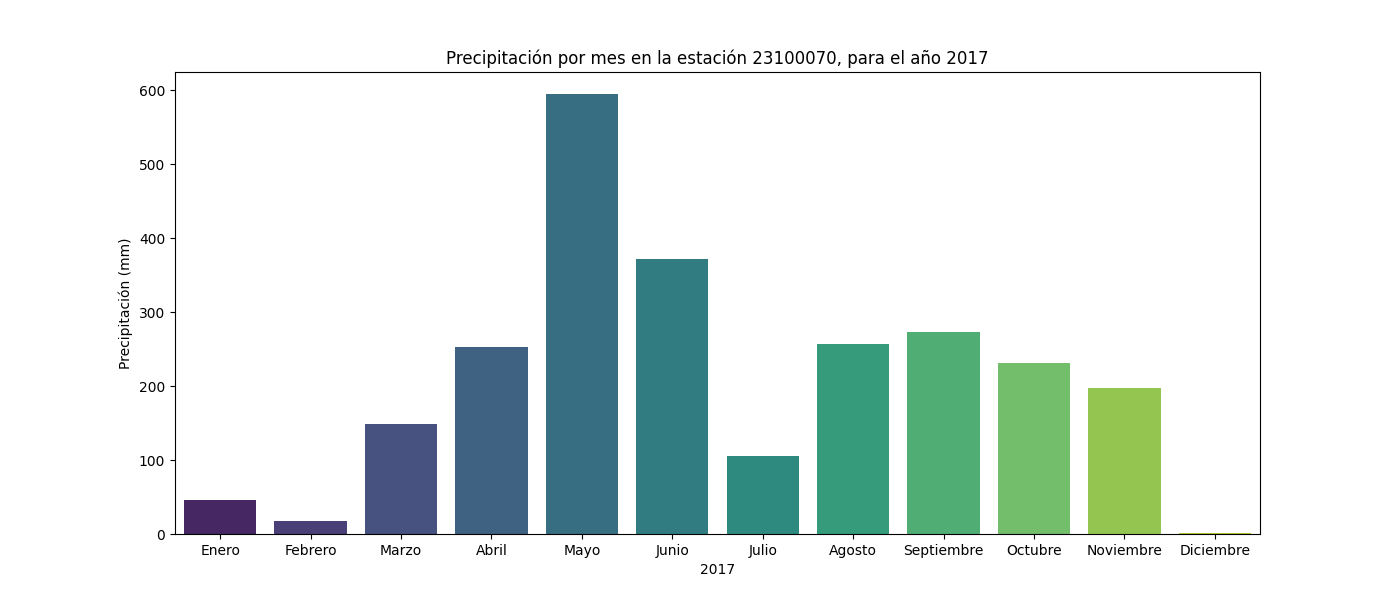 Precipitación por mes en la estación 23100070, para el año 2017
Precipitación (mm)
600
500
400
300
200
100
0
Enero Febrero Marzo Abril Mayo Junio Julio Agosto Septiembre Octubre Noviembre Diciembre
2017